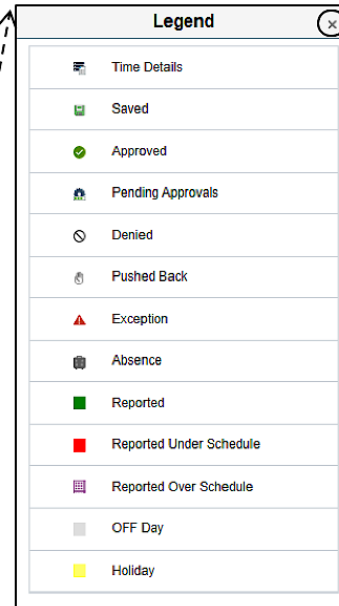 Legend
Time Details
Saved
Approved
Pending Approvals
Denied
Pushed Back
Exception
Absence
Reported
Reported Under Schedule
Reported Over Schedule
OFF Day
Holiday